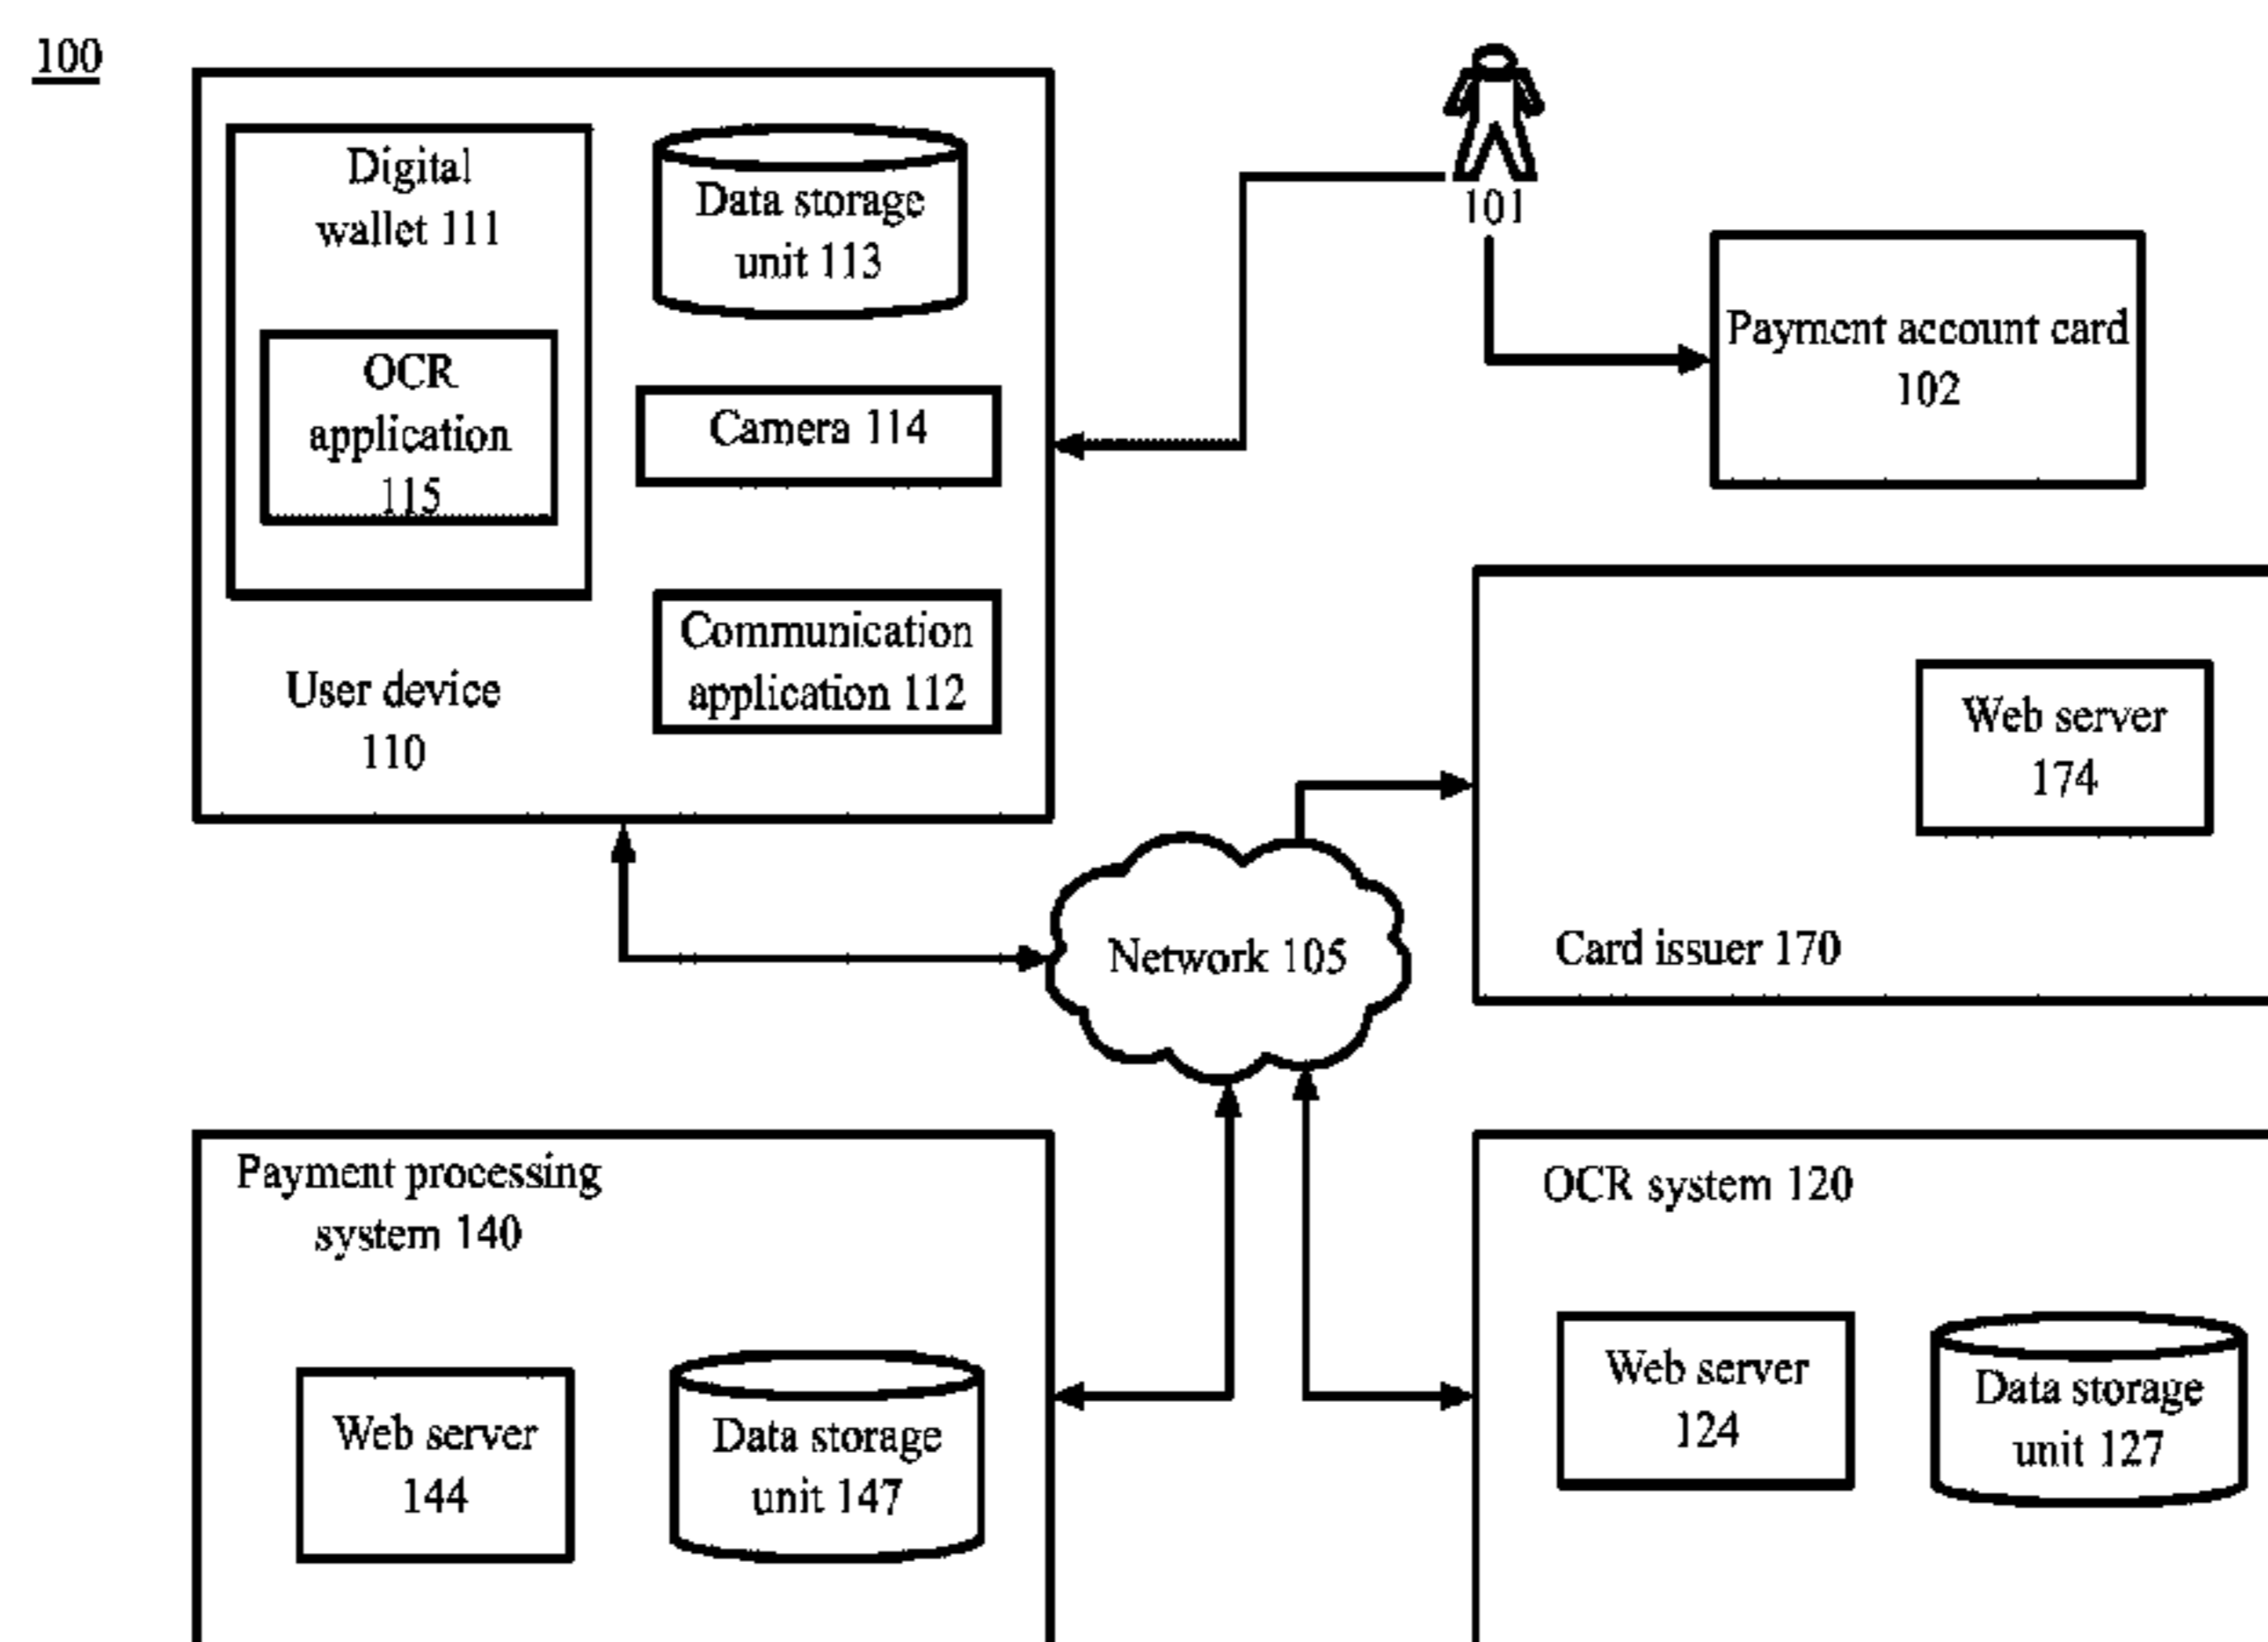 100
Digital
wallet 111
OCR
application
115
Data storage
unit 113
Camera 114
Communication
application 112
User device
110
101
Payment account card
102
Web server
174
Card issuer 170
Network 105
Payment processing
system 140
Web server
144
Data storage
unit 147
OCR system 120
Web server
124
Data storage
unit 127